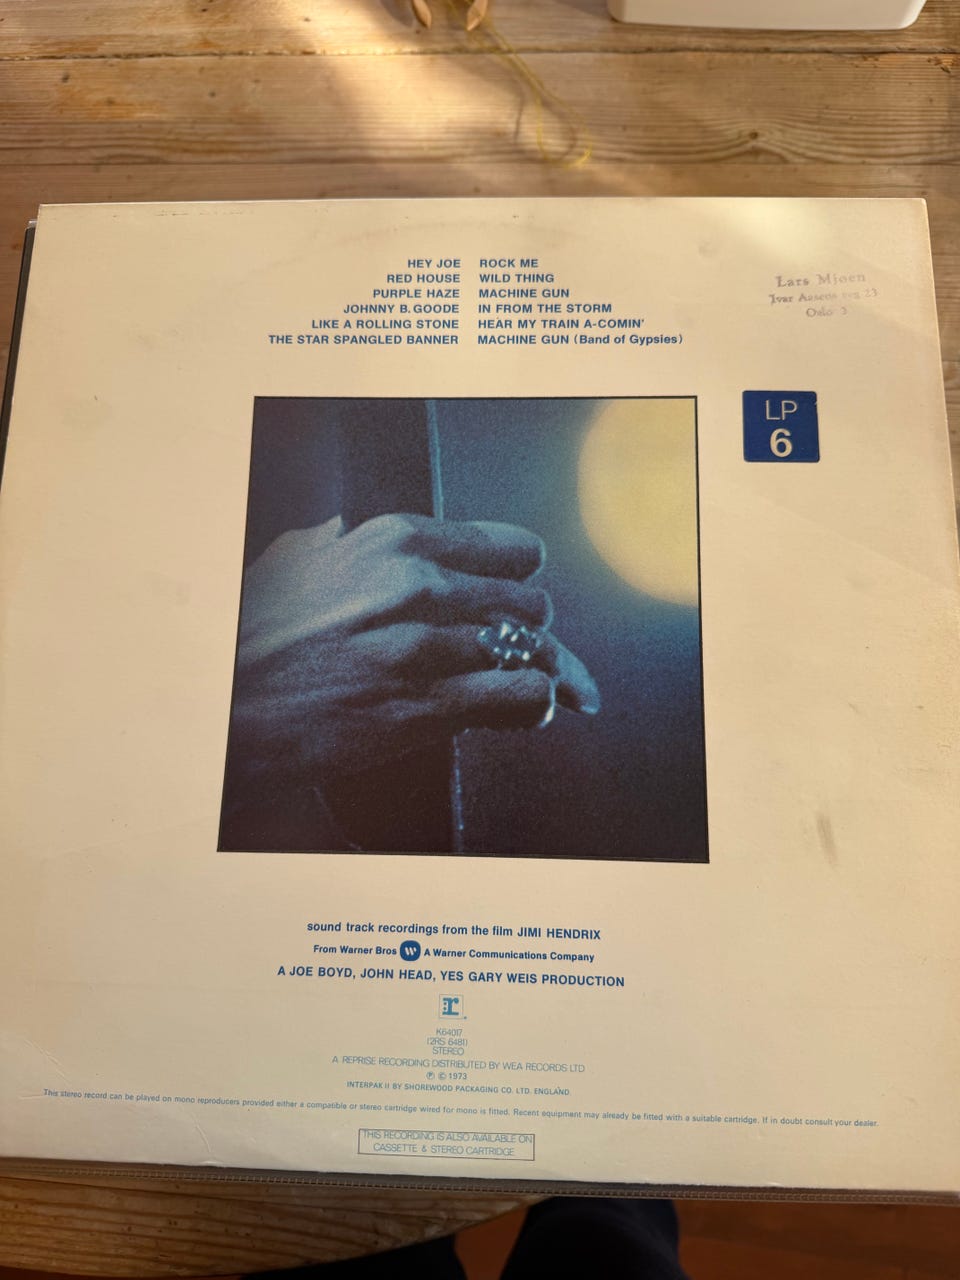 HEY JOE ROCK ME
RED HOUSE WILD THING
PURPLE HAZE MACHINE GUN
JOHNNY B. GOODE IN FROM THE STORM
LIKE A ROLLING STONE HEAR MY TRAIN A-COMIN'
THE STAR SPANGLED BANNER MACHINE GUN (Band of Gypsies)
Lars Mjøen
Ivar Aasens veg 23
Oslo 3
LP
6
sound track recordings from the film JIMI HENDRIX
From Warner Bros W A Warner Communications Company
A JOE BOYD, JOHN HEAD, YES GARY WEIS PRODUCTION
r
K64017
(2RS 6481)
STEREO
A REPRISE RECORDING DISTRIBUTED BY WEA RECORDS LTD
℗ © 1973
INTERPAK II BY SHOREWOOD PACKAGING CO. LTD. ENGLAND
This stereo record can be played on mono reproducers provided either a compatible or stereo cartridge wired for mono is fitted. Recent equipment may already be fitted with a suitable cartridge. If in doubt consult your dealer.
THIS RECORDING IS ALSO AVAILABLE ON
CASSETTE & STEREO CARTRIDGE